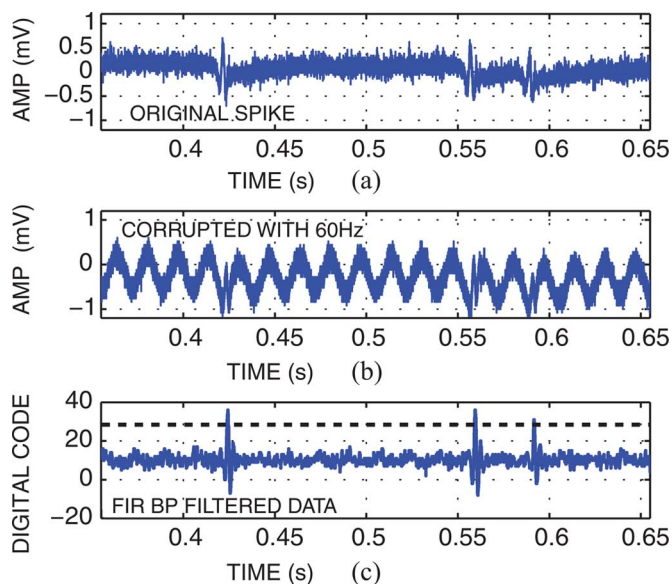 AMP (mV)
1
0.5
0
−0.5
−1
ORIGINAL SPIKE
0.4 0.45 0.5 0.55 0.6 0.65
TIME (s) (a)
AMP (mV)
1
0
−1
CORRUPTED WITH 60Hz
0.4 0.45 0.5 0.55 0.6 0.65
TIME (s) (b)
DIGITAL CODE
40
20
0
−20
FIR BP FILTERED DATA
0.4 0.45 0.5 0.55 0.6 0.65
TIME (s) (c)